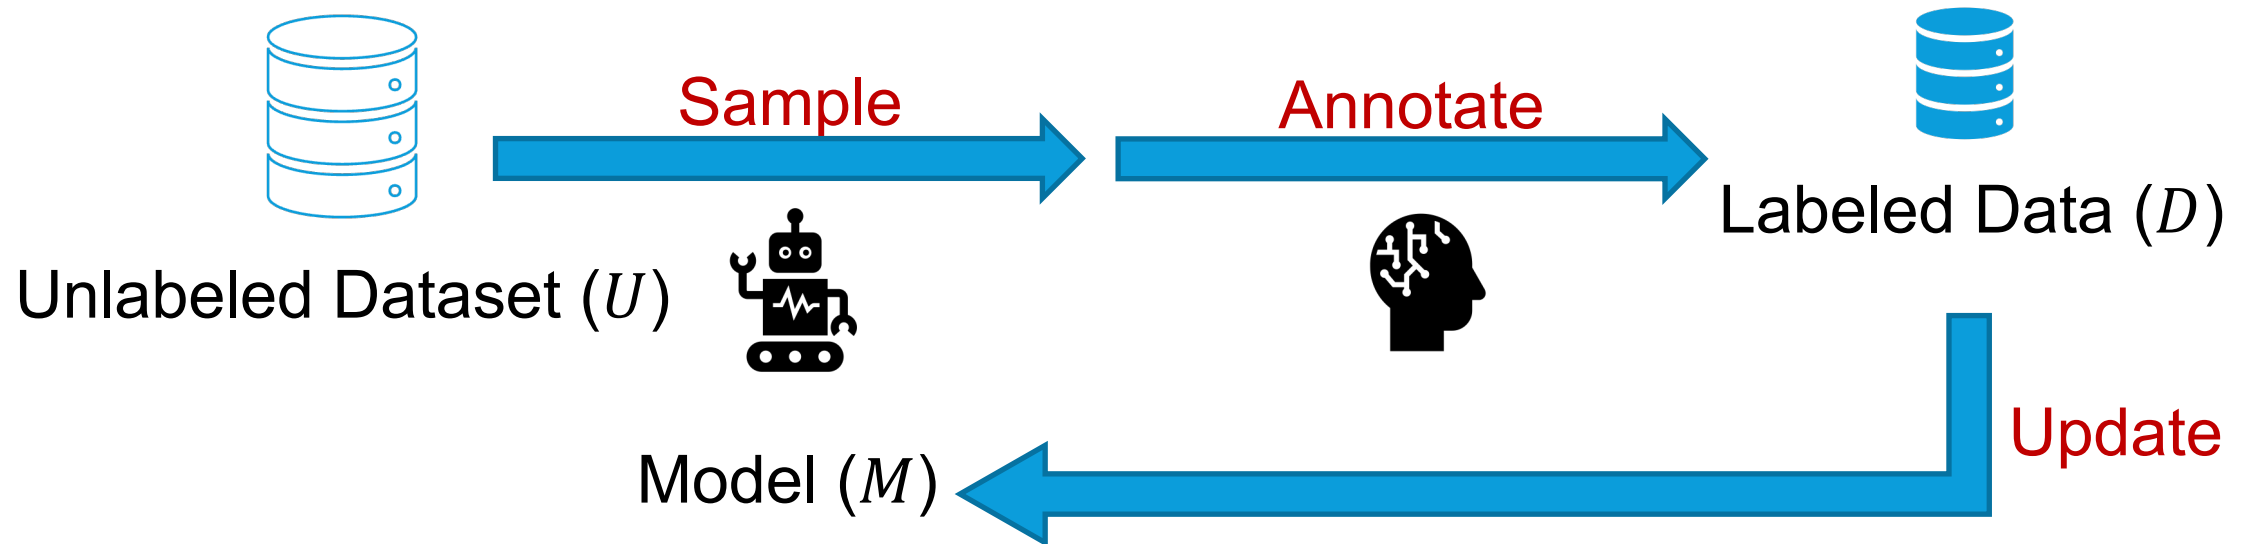 Sample
Annotate
Labeled Data (D)
Unlabeled Dataset (U)
Update
Model (M)